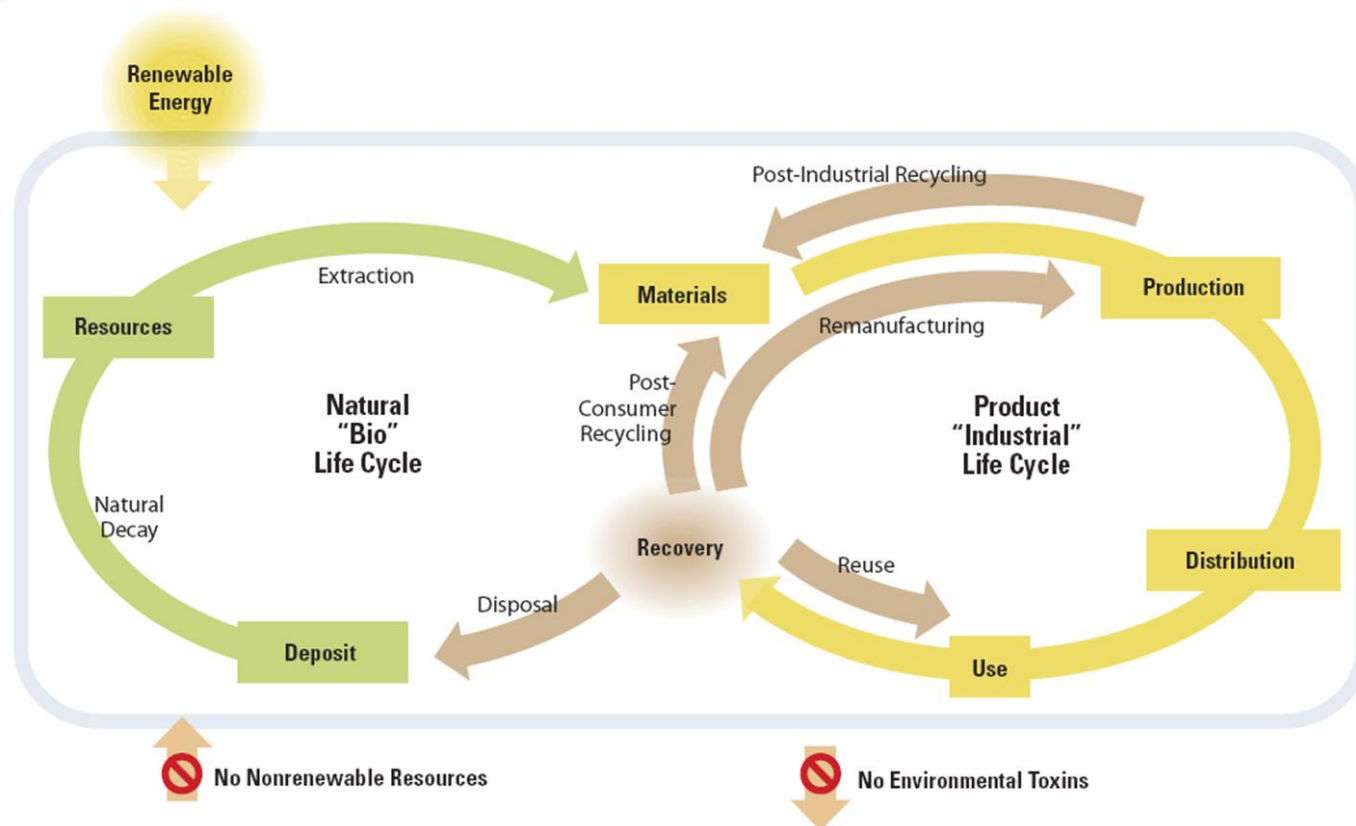 Renewable
Energy
Post-Industrial Recycling
Extraction
Materials
Production
Resources
Remanufacturing
Post-
Consumer
Recycling
Natural
“Bio”
Life Cycle
Product
“Industrial”
Life Cycle
Natural
Decay
Recovery
Reuse
Distribution
Disposal
Deposit
Use
No Nonrenewable Resources
No Environmental Toxins